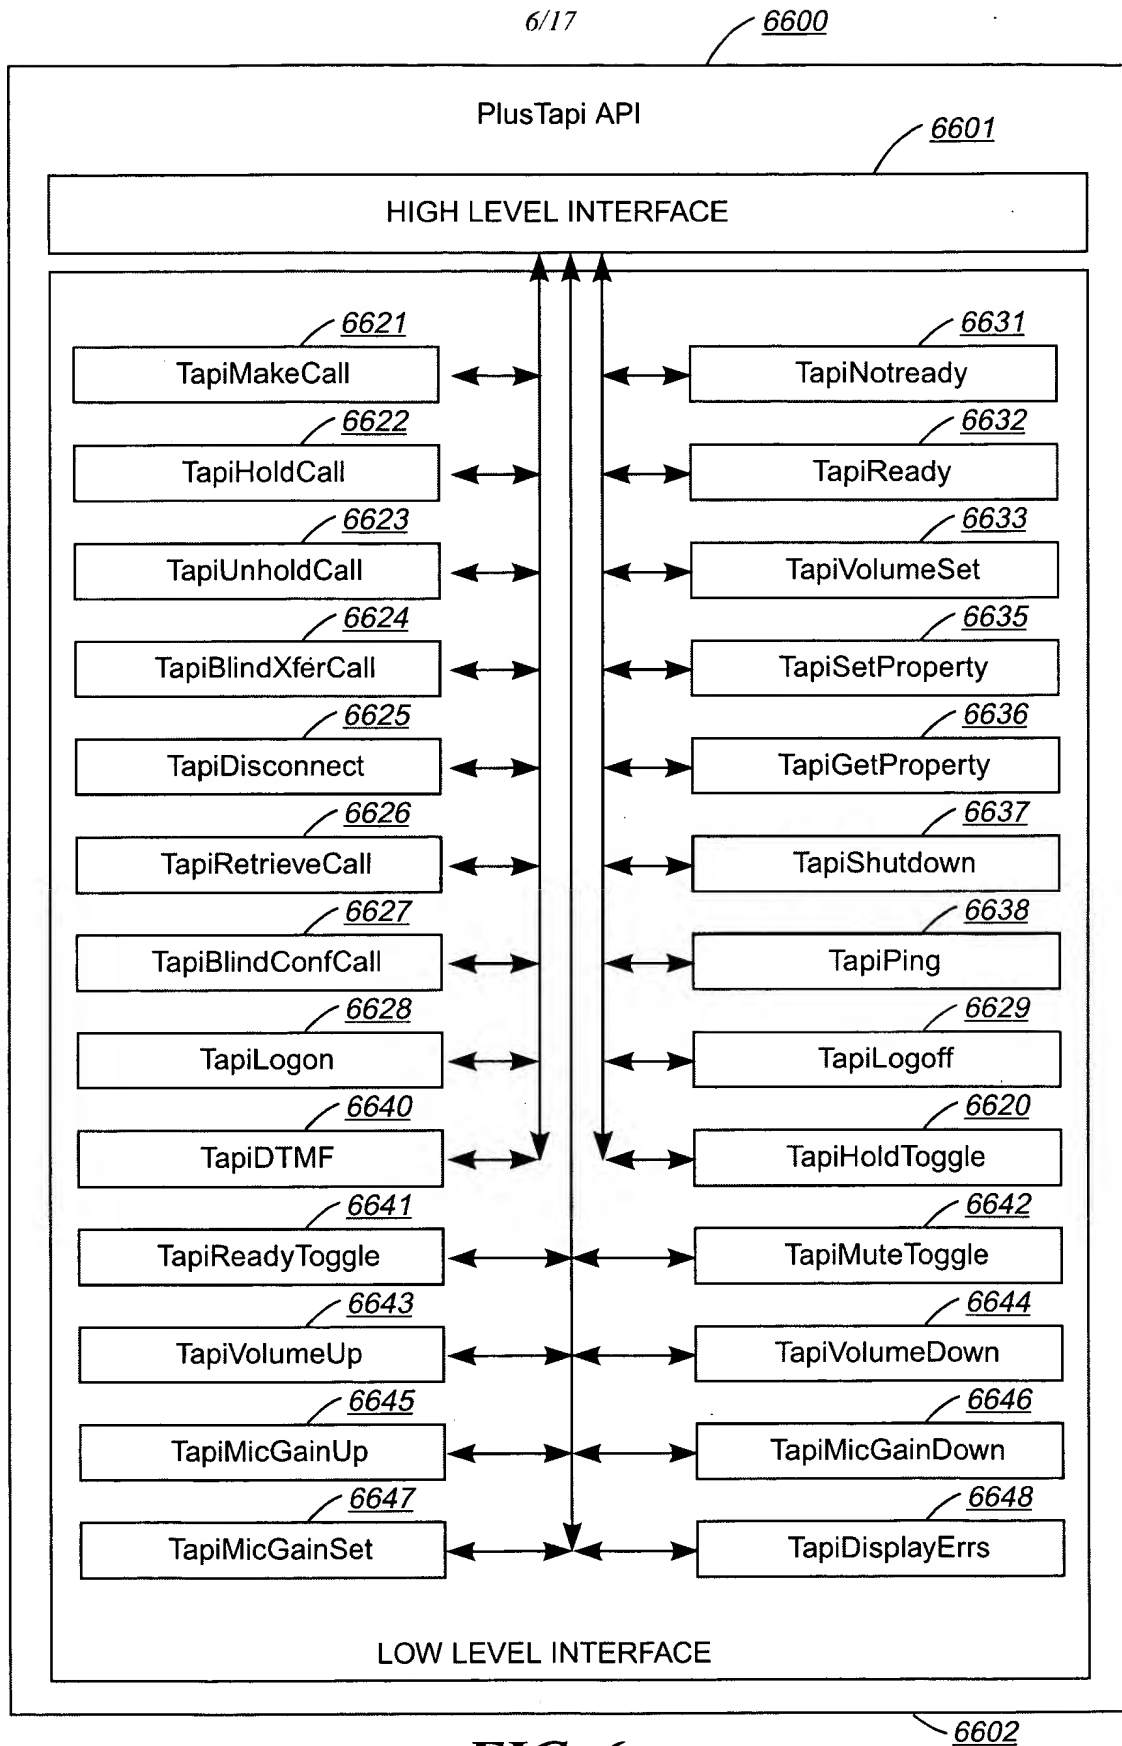 6/17
6600
PlusTapi API
6601
HIGH LEVEL INTERFACE
6621
TapiMakeCall
6631
TapiNotready
6622
TapiHoldCall
6632
TapiReady
6623
TapiUnholdCall
6633
TapiVolumeSet
6624
TapiBlindXferCall
6635
TapiSetProperty
6625
TapiDisconnect
6636
TapiGetProperty
6626
TapiRetrieveCall
6637
TapiShutdown
6627
TapiBlindConfCall
6638
TapiPing
6628
TapiLogon
6629
TapiLogoff
6640
TapiDTMF
6620
TapiHoldToggle
6641
TapiReadyToggle
6642
TapiMuteToggle
6643
TapiVolumeUp
6644
TapiVolumeDown
6645
TapiMicGainUp
6646
TapiMicGainDown
6647
TapiMicGainSet
6648
TapiDisplayErrs
LOW LEVEL INTERFACE
6602
FIG. 6